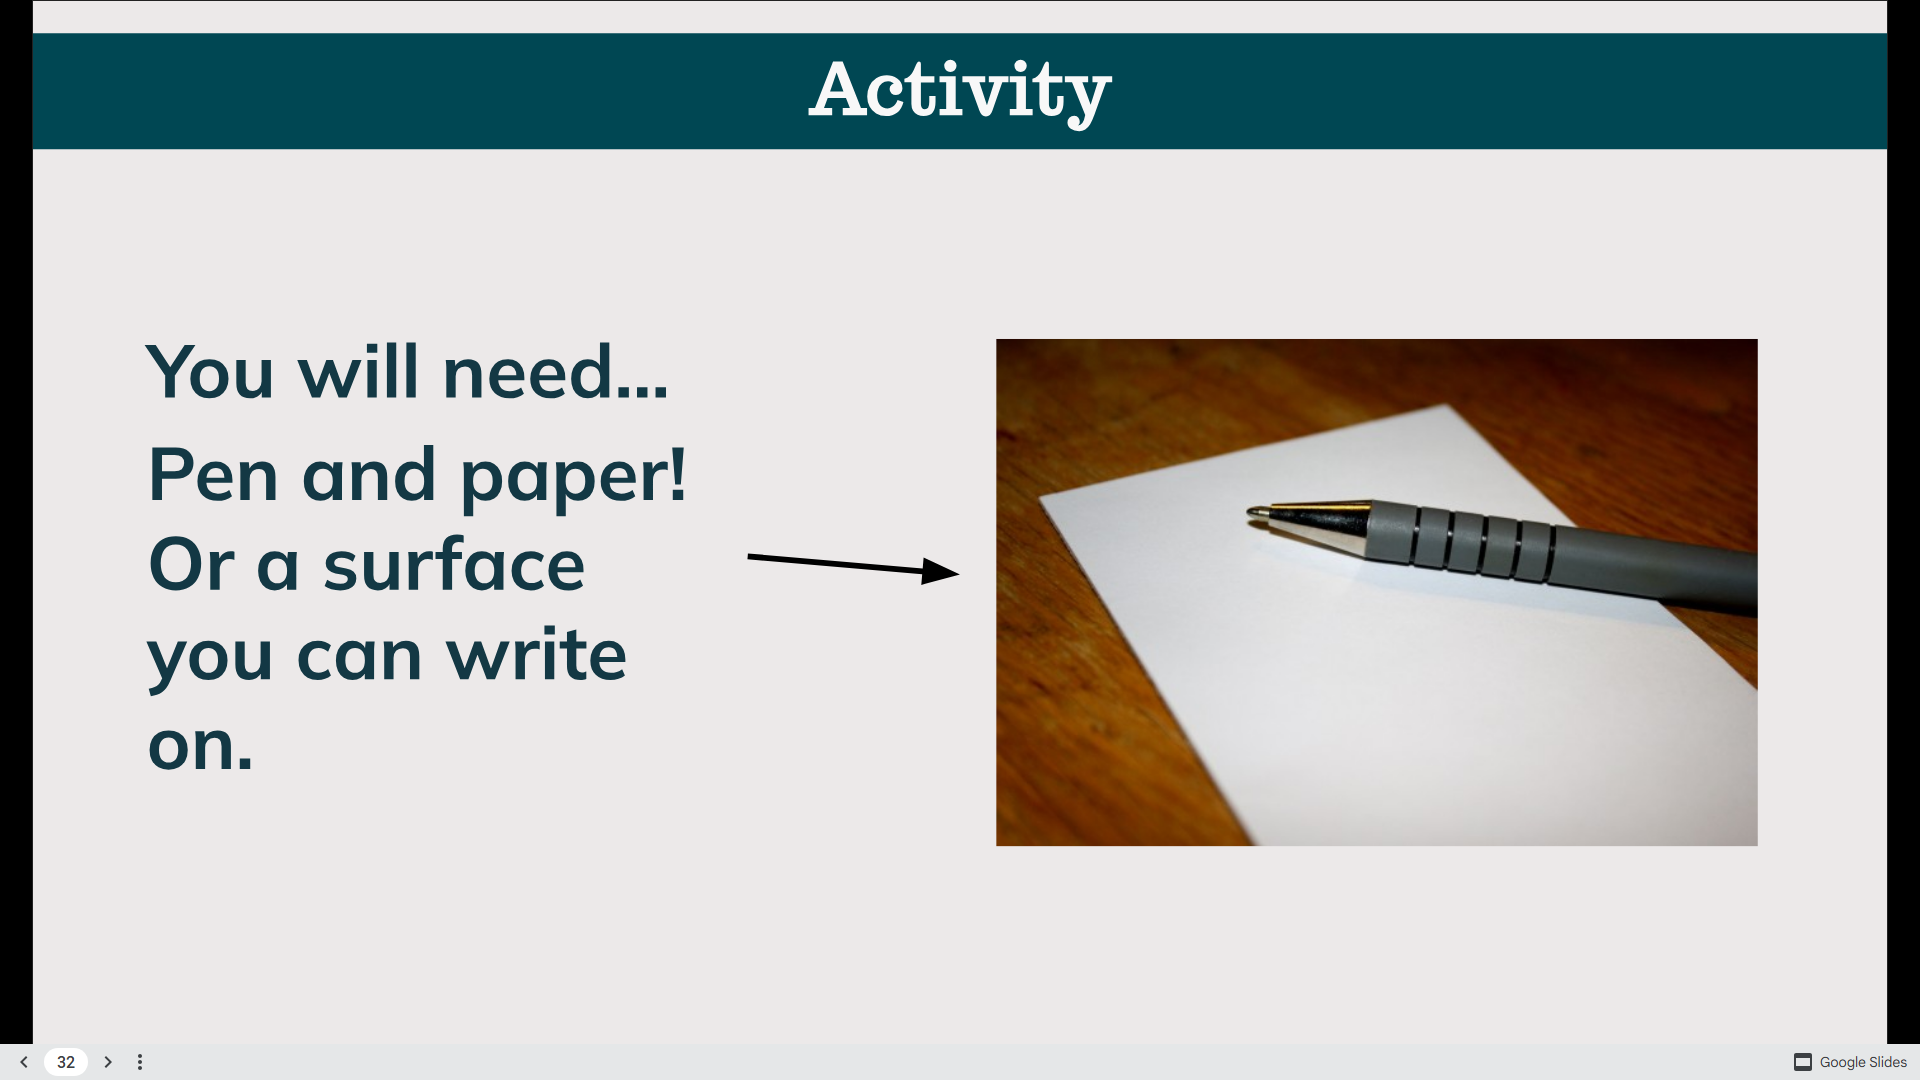 Activity
You will need...
Pen and paper!
Or a surface
you can write
on.
32
Google Slides